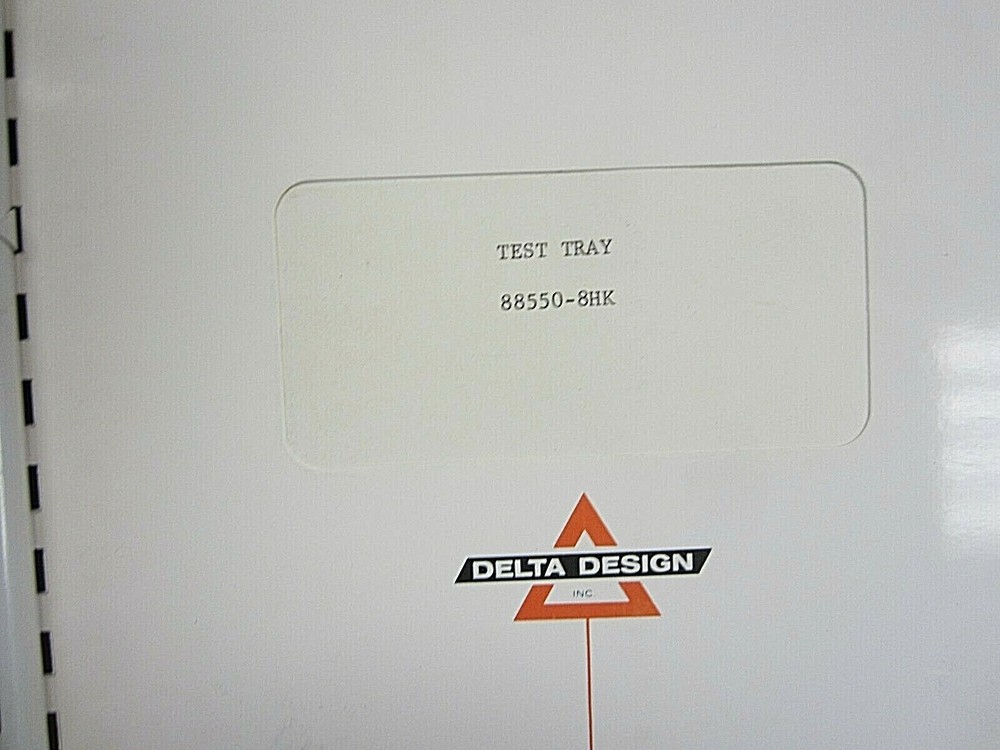 TEST TRAY
88550-8HK
DELTA DESIGN
INC